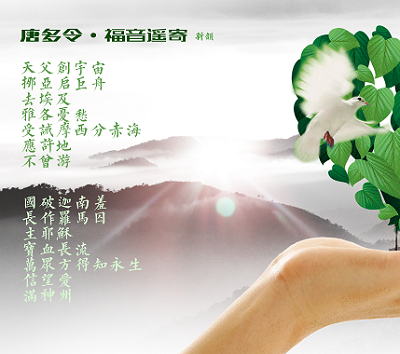 唐多令·福音遥寄 新韻
天父創宇宙
挪亞启巨舟
去埃及
雅各憂愁
受誡摩西分赤海
應許地
不曾游
國破迦南羞
長作羅馬囚
主耶穌
寶血長流
萬眾方得知永生
信望愛
滿神州